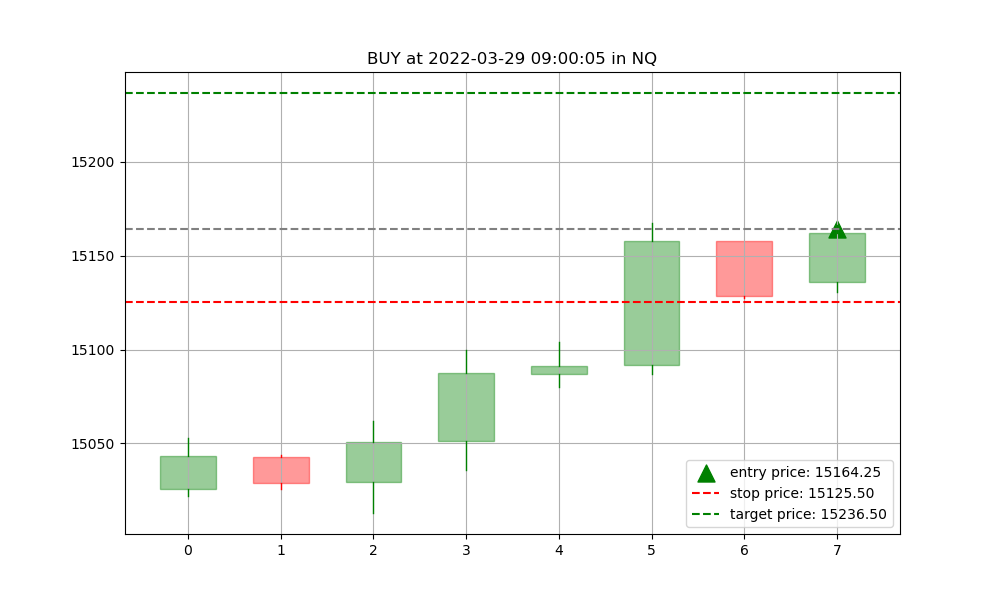 BUY at 2022-03-29 09:00:05 in NQ
15200
15150
15100
15050
entry price: 15164.25
stop price: 15125.50
target price: 15236.50
0 1 2 3 4 5 6 7